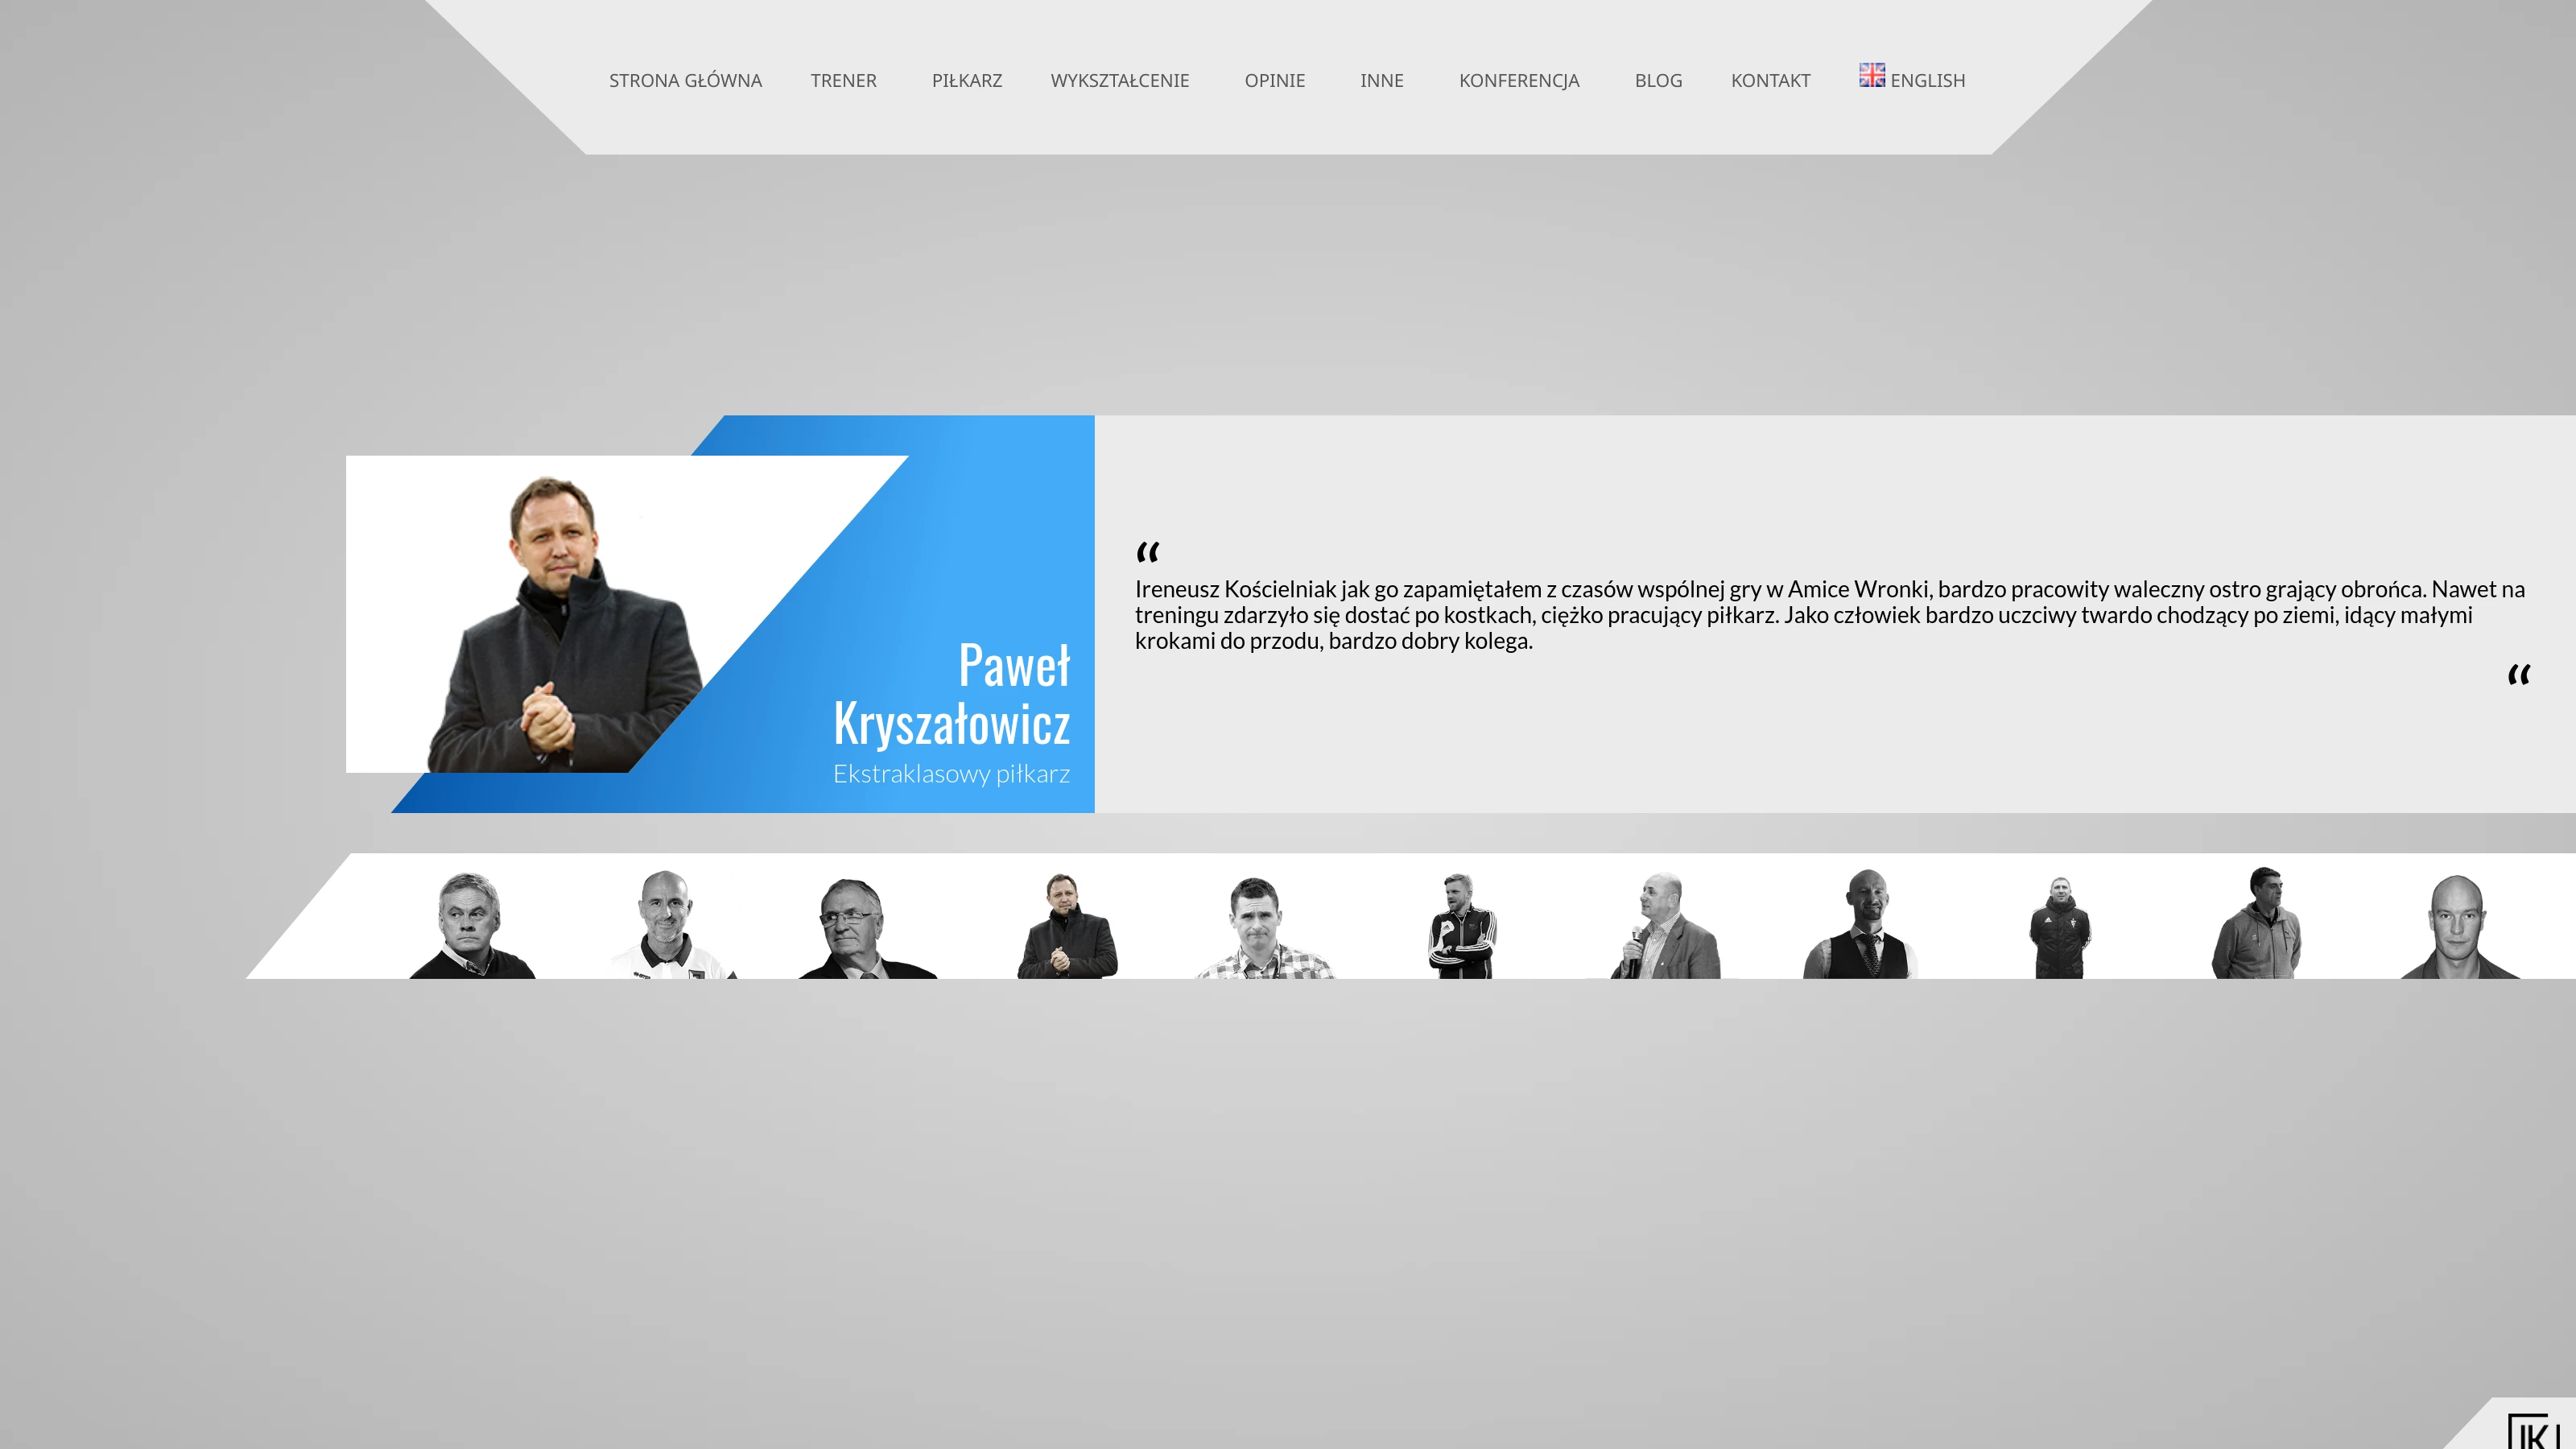 STRONA GŁÓWNA TRENER PIŁKARZ WYKSZTAŁCENIE OPINIE INNE KONFERENCJA BLOG KONTAKT ENGLISH
“
Ireneusz Kościelniak jak go zapamiętałem z czasów wspólnej gry w Amice Wronki, bardzo pracowity waleczny ostro grający obrońca. Nawet na
treningu zdarzyło się dostać po kostkach, ciężko pracujący piłkarz. Jako człowiek bardzo uczciwy twardo chodzący po ziemi, idący małymi
krokami do przodu, bardzo dobry kolega.
“
Paweł
Kryszałowicz
Ekstraklasowy piłkarz
IK